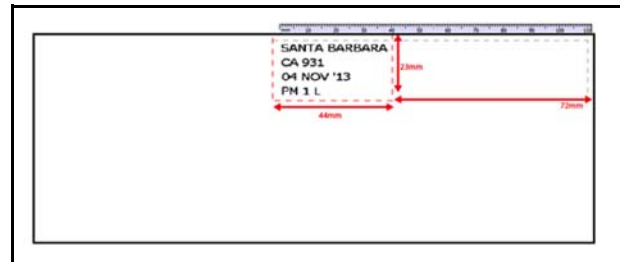 SANTA BARBARA
CA 931
04 NOV '13
PM 1 L
23mm
44mm
72mm